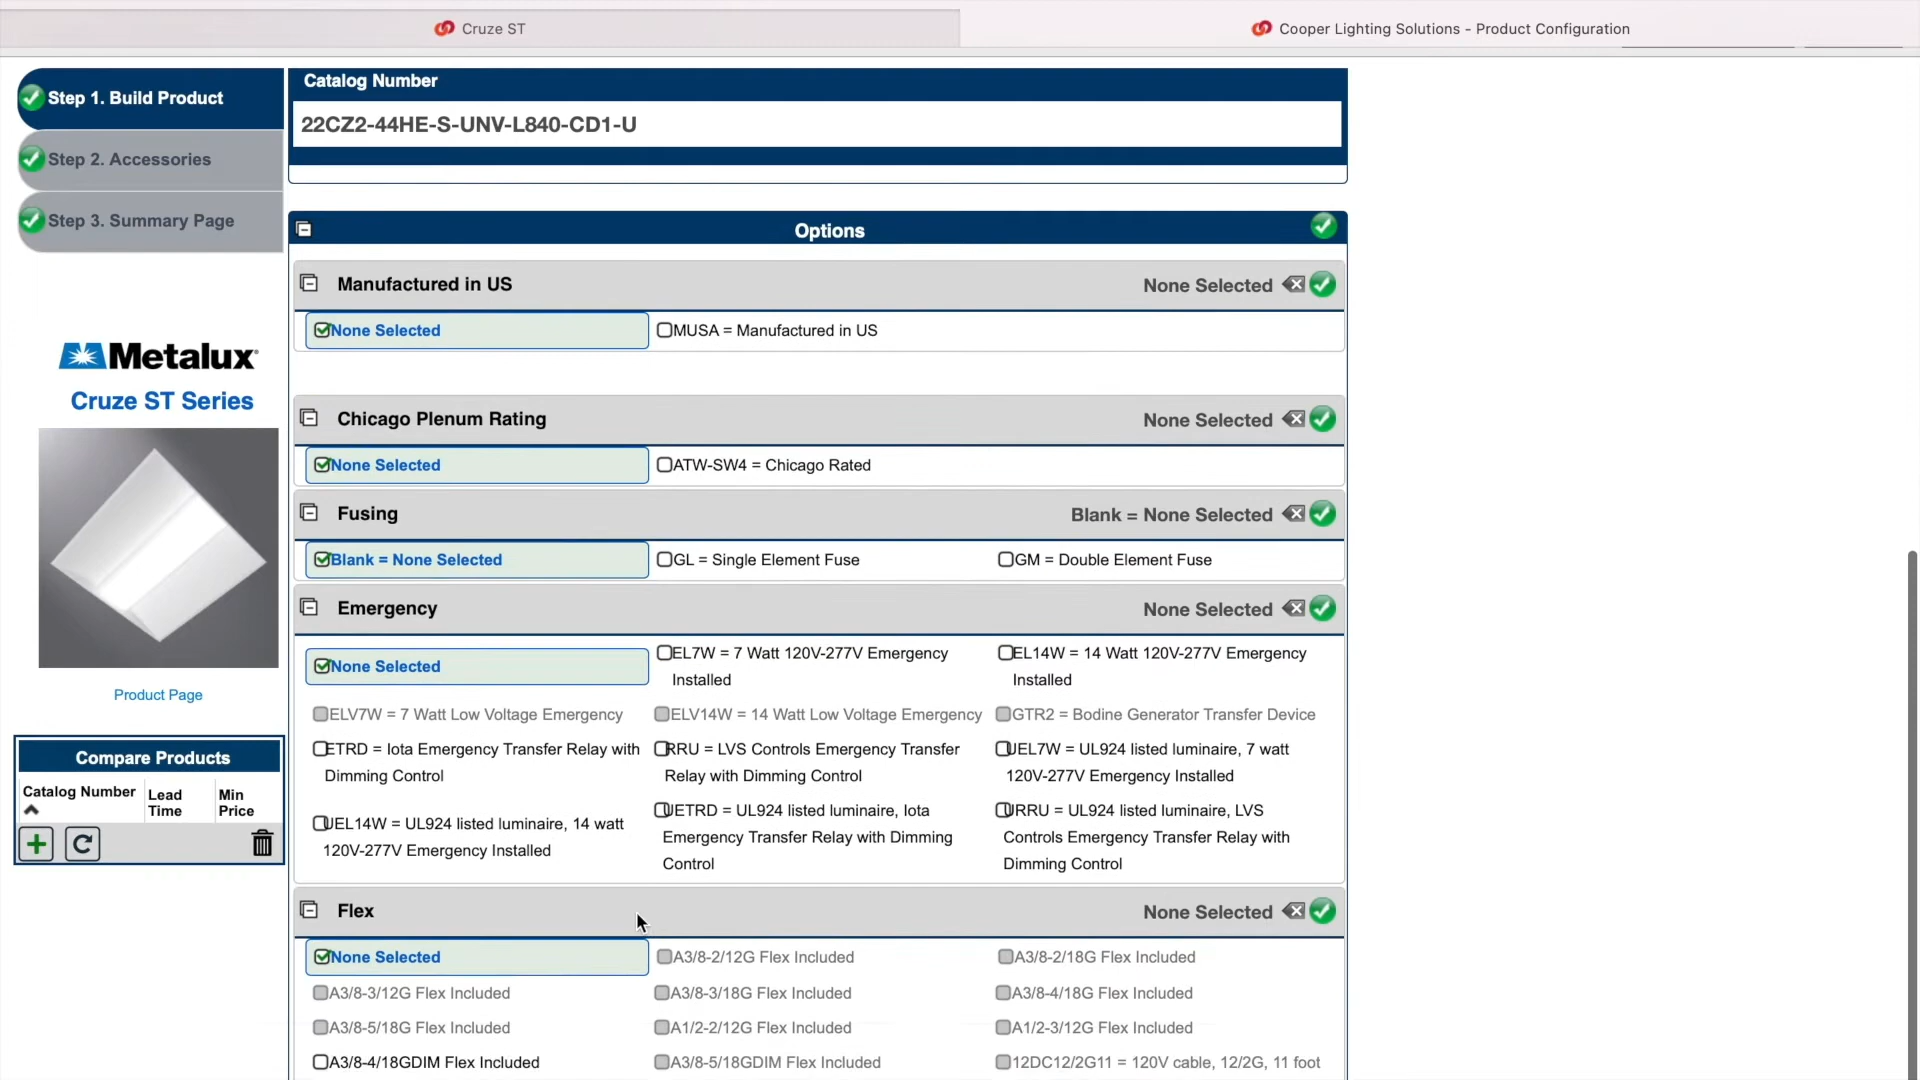 Cruze ST
Cooper Lighting Solutions - Product Configuration
Step 1. Build Product
Step 2. Accessories
Step 3. Summary Page
Metalux
Cruze ST Series
Product Page
Compare Products
Catalog Number
Lead Time
Min Price
Catalog Number
22CZ2-44HE-S-UNV-L840-CD1-U
Options
Manufactured in US
None Selected
None Selected
MUSA = Manufactured in US
Chicago Plenum Rating
None Selected
None Selected
ATW-SW4 = Chicago Rated
Fusing
Blank = None Selected
Blank = None Selected
GL = Single Element Fuse
GM = Double Element Fuse
Emergency
None Selected
None Selected
EL7W = 7 Watt 120V-277V Emergency
Installed
EL14W = 14 Watt 120V-277V Emergency
Installed
ELV7W = 7 Watt Low Voltage Emergency
ELV14W = 14 Watt Low Voltage Emergency
GTR2 = Bodine Generator Transfer Device
ETRD = Iota Emergency Transfer Relay with
Dimming Control
RRU = LVS Controls Emergency Transfer
Relay with Dimming Control
UEL7W = UL924 listed luminaire, 7 watt
120V-277V Emergency Installed
UEL14W = UL924 listed luminaire, 14 watt
120V-277V Emergency Installed
UETRD = UL924 listed luminaire, Iota
Emergency Transfer Relay with Dimming
Control
URRU = UL924 listed luminaire, LVS
Controls Emergency Transfer Relay with
Dimming Control
Flex
None Selected
None Selected
A3/8-2/12G Flex Included
A3/8-2/18G Flex Included
A3/8-3/12G Flex Included
A3/8-3/18G Flex Included
A3/8-4/18G Flex Included
A3/8-5/18G Flex Included
A1/2-2/12G Flex Included
A1/2-3/12G Flex Included
A3/8-4/18GDIM Flex Included
A3/8-5/18GDIM Flex Included
12DC12/2G11 = 120V cable, 12/2G, 11 foot